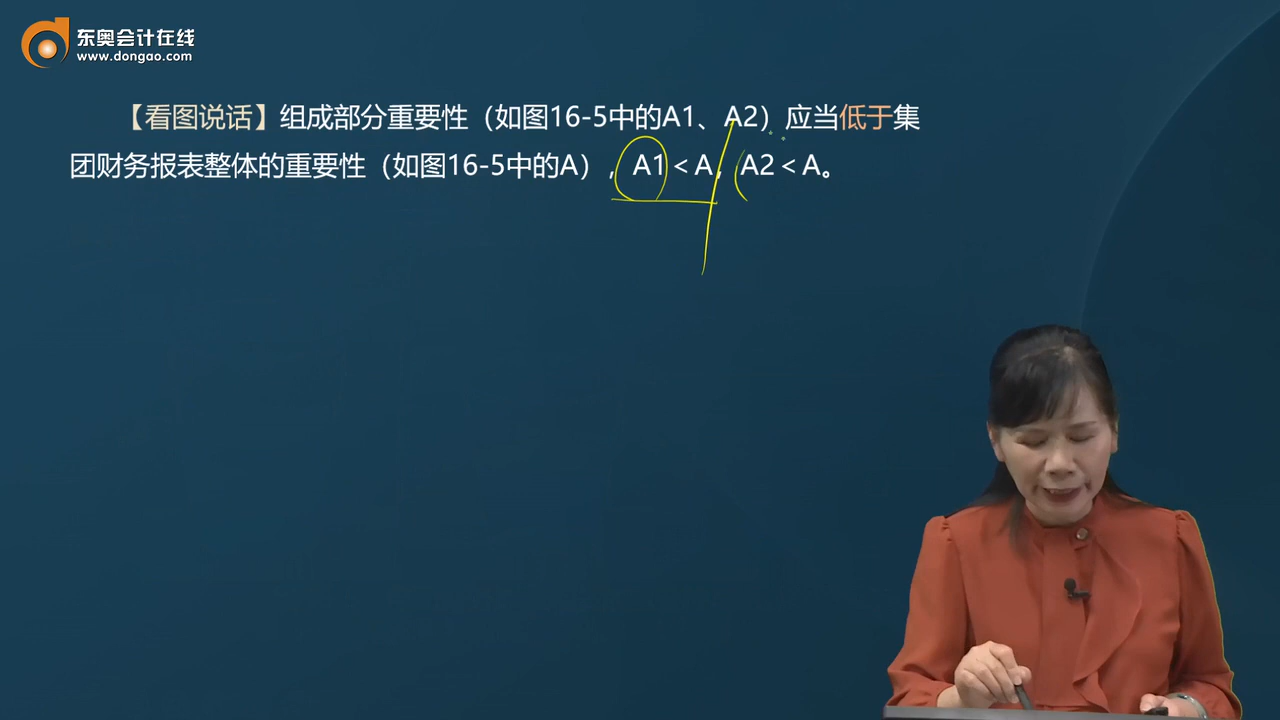 东奥会计在线
www.dongao.com
【看图说话】组成部分重要性（如图16-5中的A1、A2）应当低于集
团财务报表整体的重要性（如图16-5中的A），A1＜A，A2＜A。